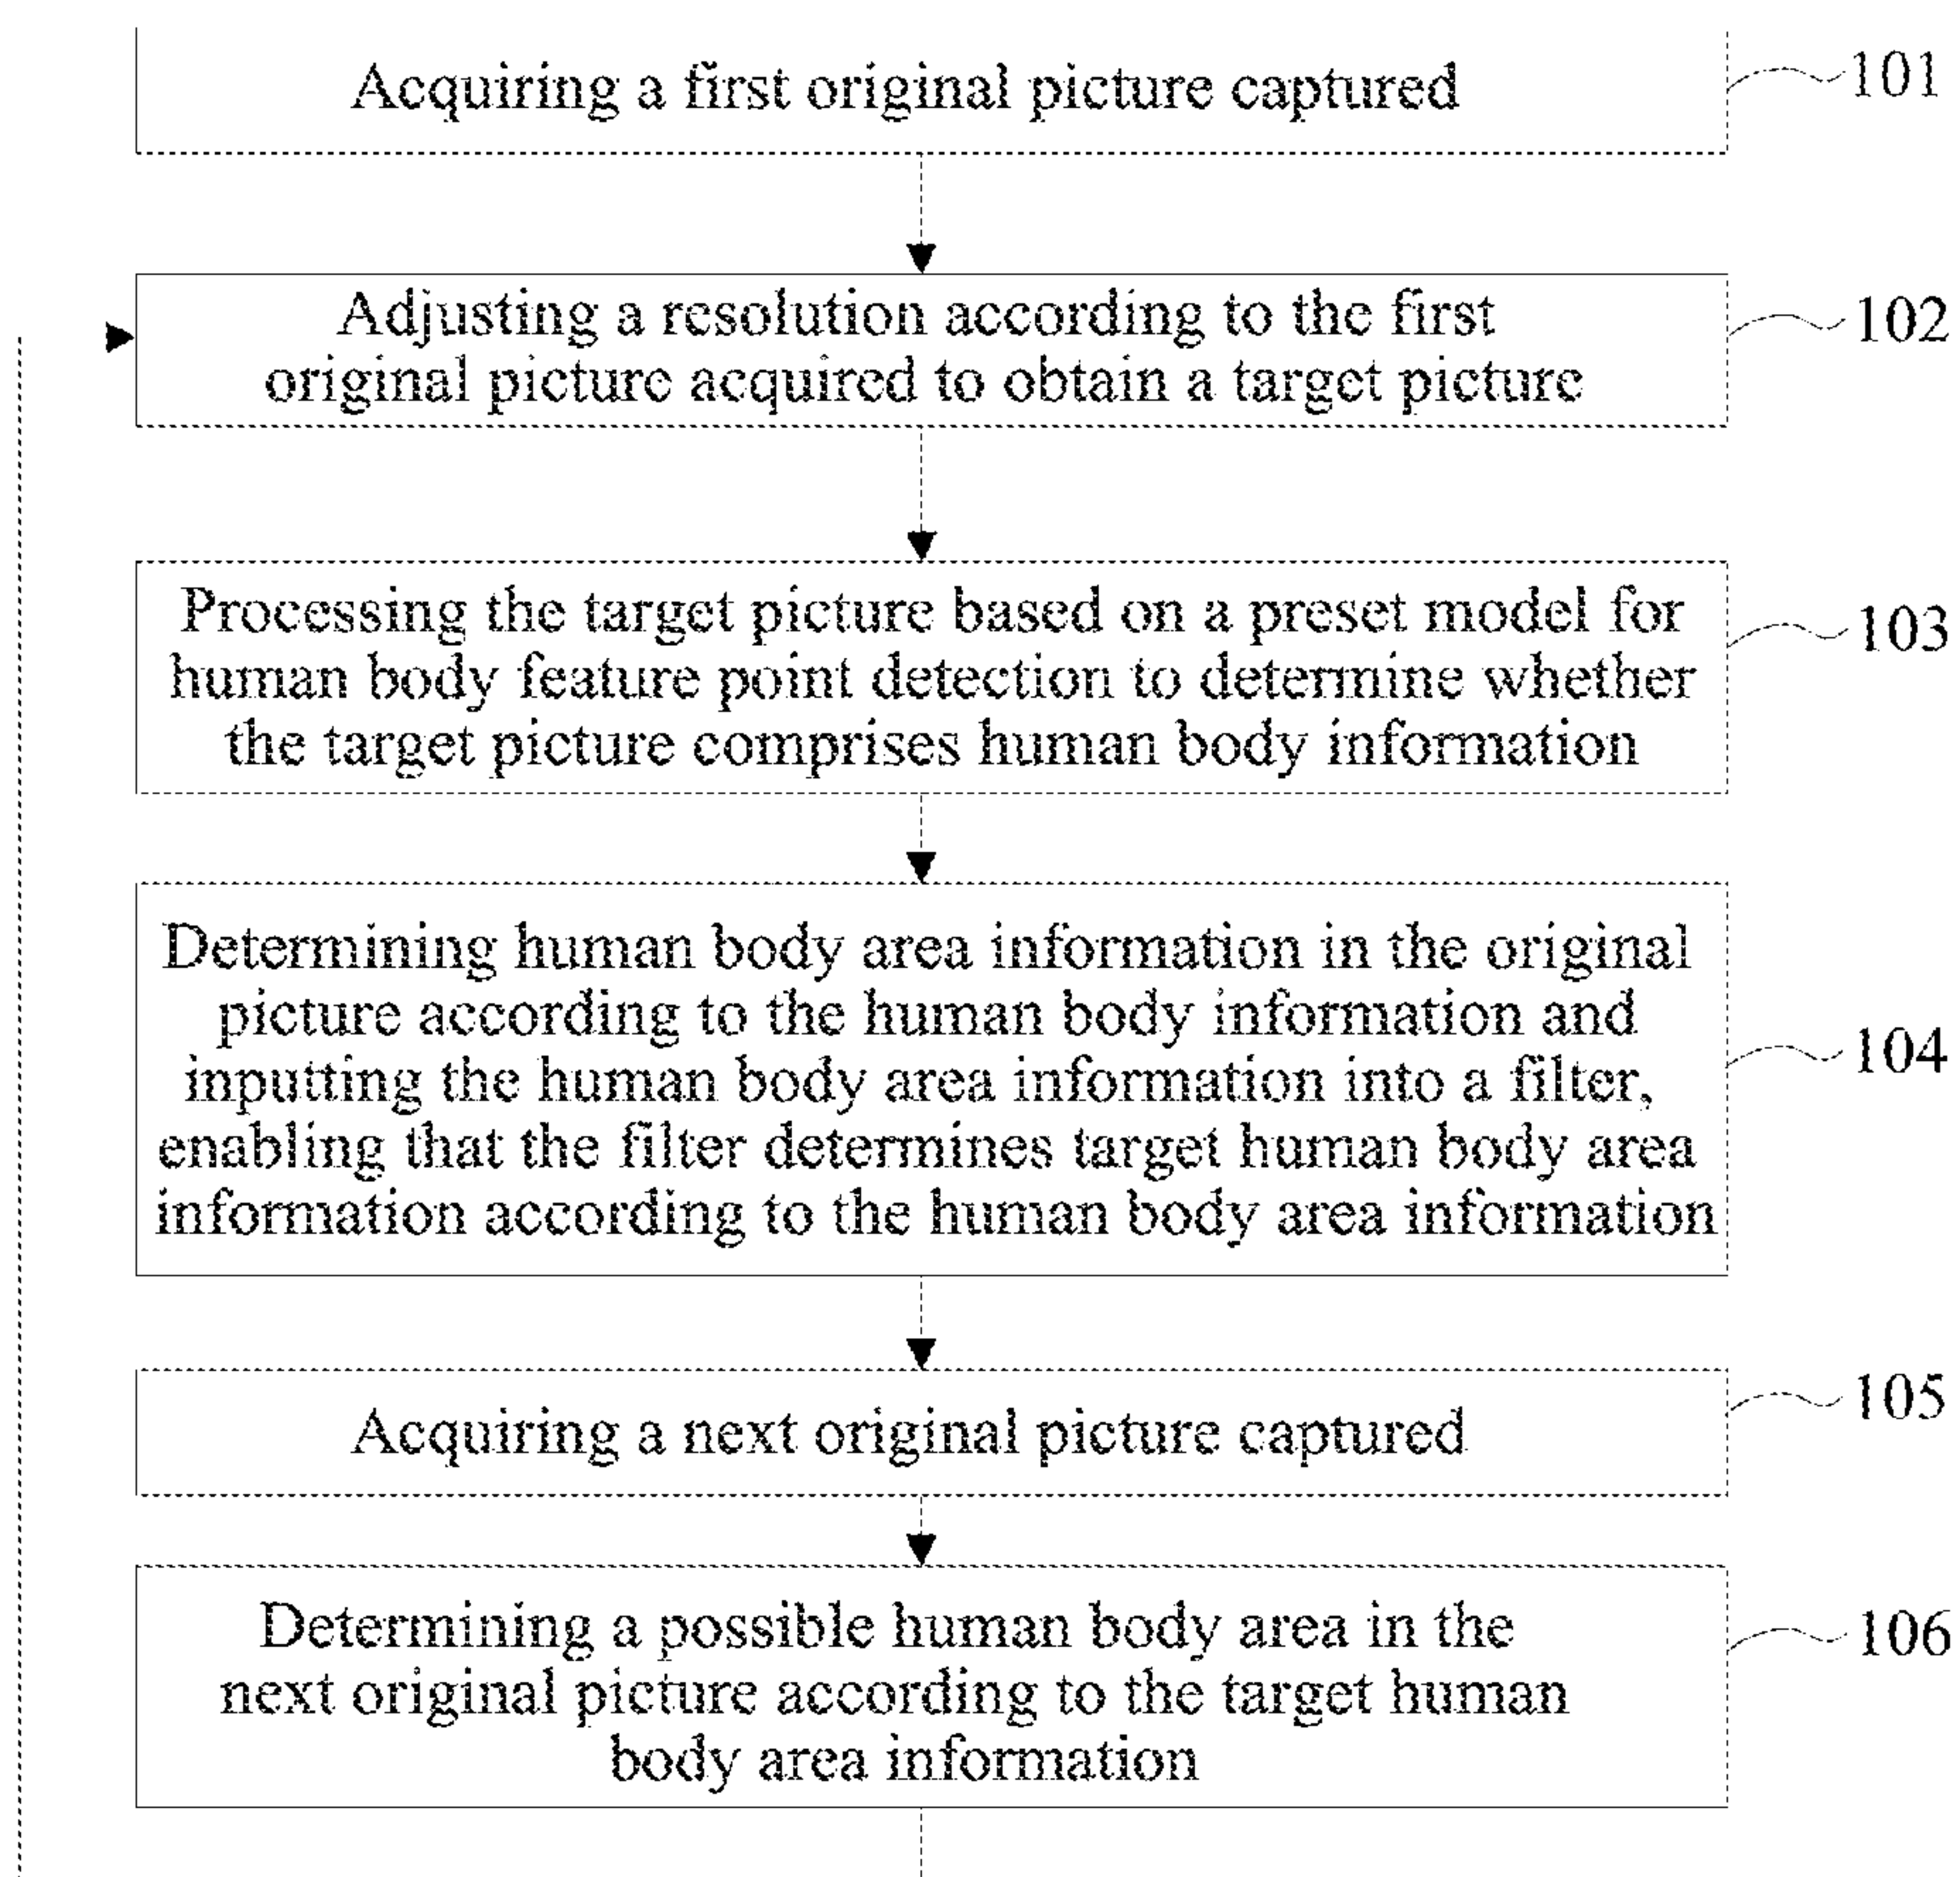 Acquiring a first original picture captured
101
Adjusting a resolution according to the first
original picture acquired to obtain a target picture
102
Processing the target picture based on a preset model for
human body feature point detection to determine whether
the target picture comprises human body information
103
Determining human body area information in the original
picture according to the human body information and
inputting the human body area information into a filter,
enabling that the filter determines target human body area
information according to the human body area information
104
Acquiring a next original picture captured
105
Determining a possible human body area in the
next original picture according to the target human
body area information
106